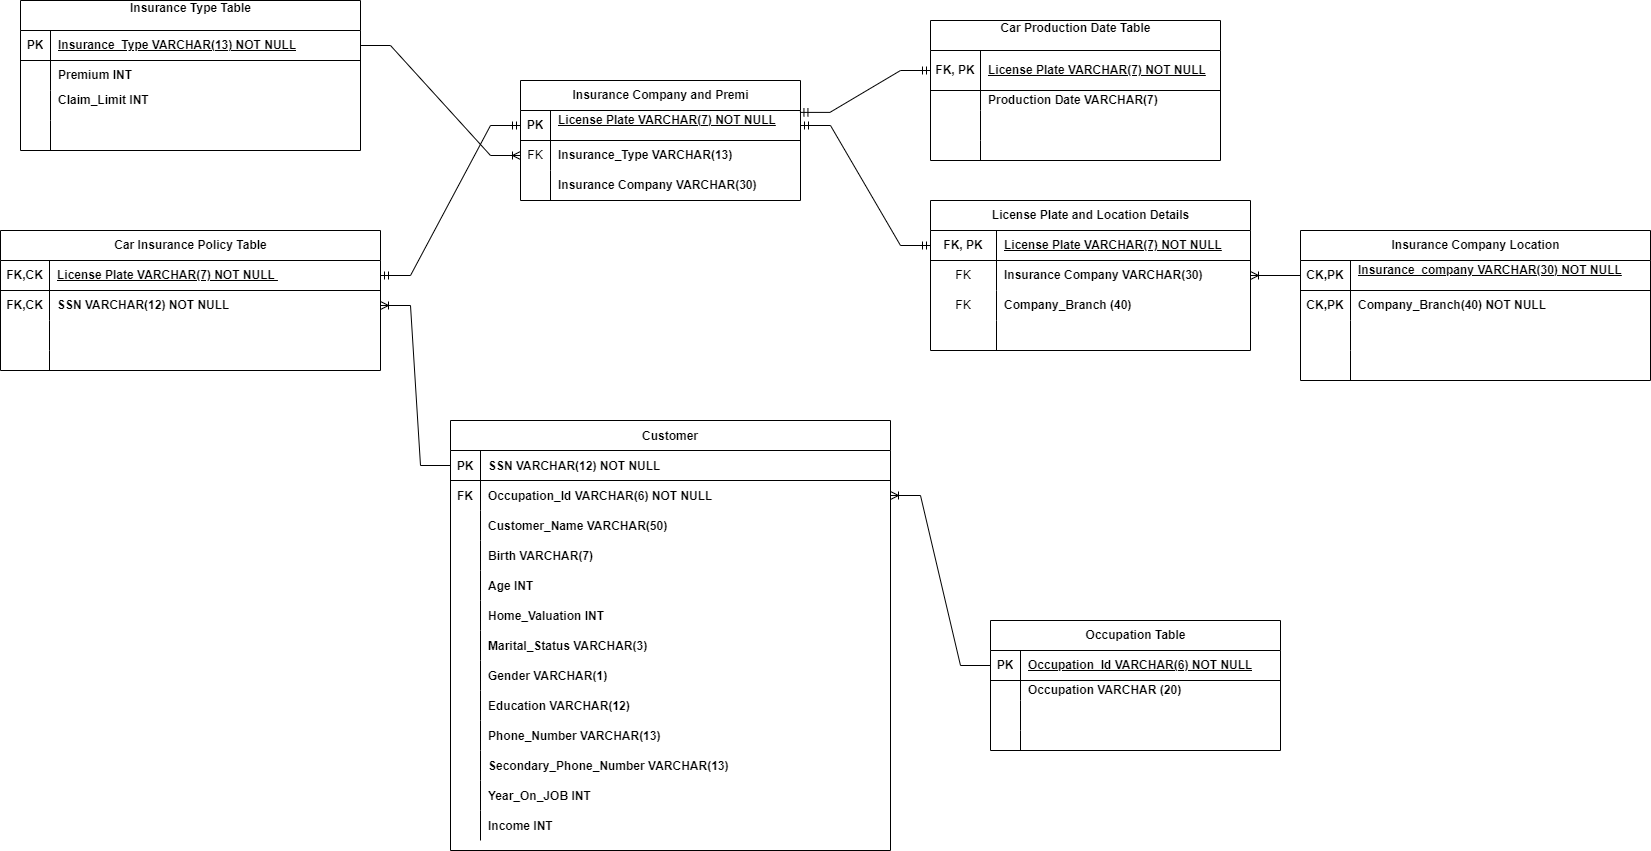 Insurance Type Table
PK Insurance_Type VARCHAR(13) NOT NULL
Premium INT
Claim_Limit INT
Insurance Company and Premi
PK License Plate VARCHAR(7) NOT NULL
FK Insurance_Type VARCHAR(13)
Insurance Company VARCHAR(30)
Car Production Date Table
FK, PK License Plate VARCHAR(7) NOT NULL
Production Date VARCHAR(7)
Car Insurance Policy Table
FK,CK License Plate VARCHAR(7) NOT NULL
FK,CK SSN VARCHAR(12) NOT NULL
License Plate and Location Details
FK, PK License Plate VARCHAR(7) NOT NULL
FK Insurance Company VARCHAR(30)
FK Company_Branch (40)
Insurance Company Location
CK,PK Insurance_company VARCHAR(30) NOT NULL
CK,PK Company_Branch(40) NOT NULL
Customer
PK SSN VARCHAR(12) NOT NULL
FK Occupation_Id VARCHAR(6) NOT NULL
Customer_Name VARCHAR(50)
Birth VARCHAR(7)
Age INT
Home_Valuation INT
Marital_Status VARCHAR(3)
Gender VARCHAR(1)
Education VARCHAR(12)
Phone_Number VARCHAR(13)
Secondary_Phone_Number VARCHAR(13)
Year_On_JOB INT
Income INT
Occupation Table
PK Occupation_Id VARCHAR(6) NOT NULL
Occupation VARCHAR (20)